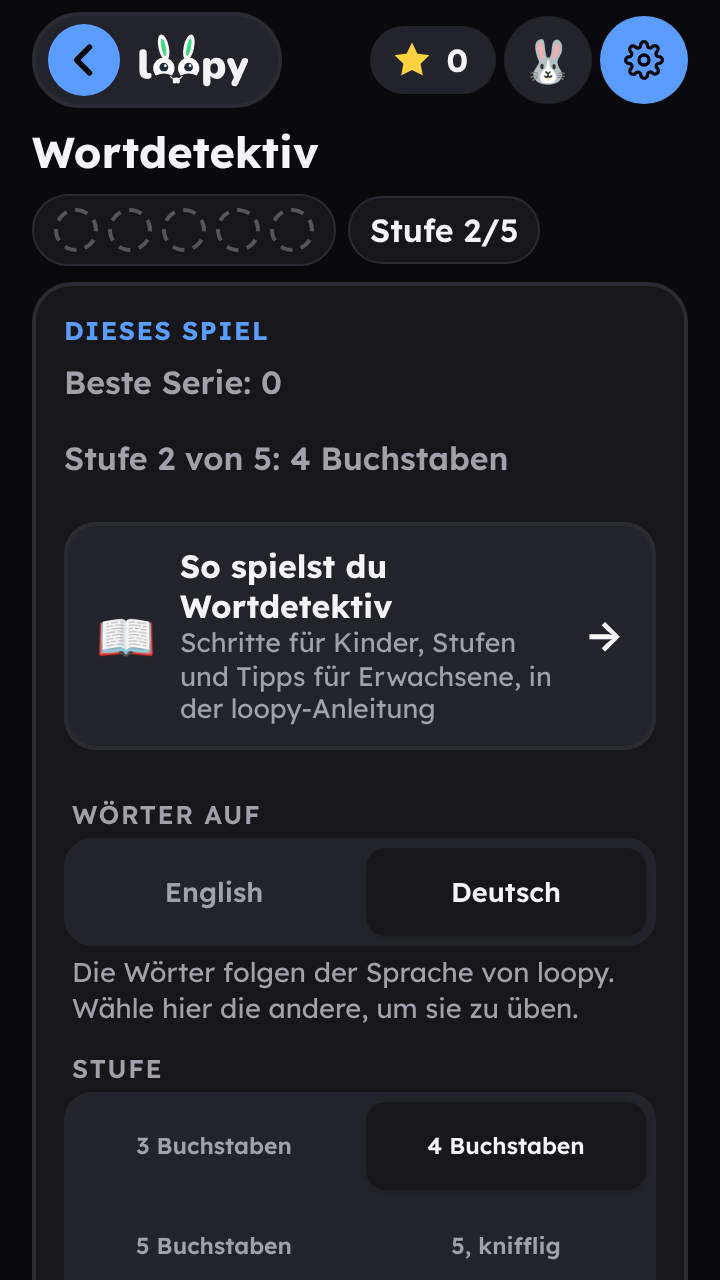 loopy
0
Wortdetektiv
Stufe 2/5
DIESES SPIEL
Beste Serie: 0
Stufe 2 von 5: 4 Buchstaben
So spielst du
Wortdetektiv
Schritte für Kinder, Stufen
und Tipps für Erwachsene, in
der loopy-Anleitung
WÖRTER AUF
English
Deutsch
Die Wörter folgen der Sprache von loopy.
Wähle hier die andere, um sie zu üben.
STUFE
3 Buchstaben
4 Buchstaben
5 Buchstaben
5, knifflig